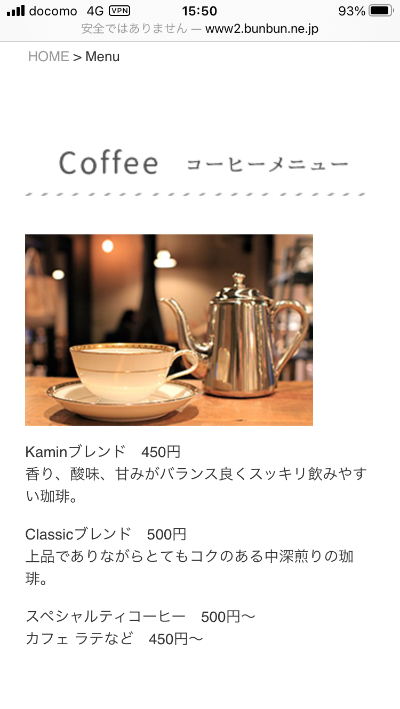 docomo 4G VPN 15:50 93%
安全ではありません — www2.bunbun.ne.jp
HOME > Menu
Coffee コーヒーメニュー
Kaminブレンド　450円
香り、酸味、甘みがバランス良くスッキリ飲みやす
い珈琲。
Classicブレンド　500円
上品でありながらとてもコクのある中深煎りの珈
琲。
スペシャルティコーヒー　500円〜
カフェ ラテなど　450円〜